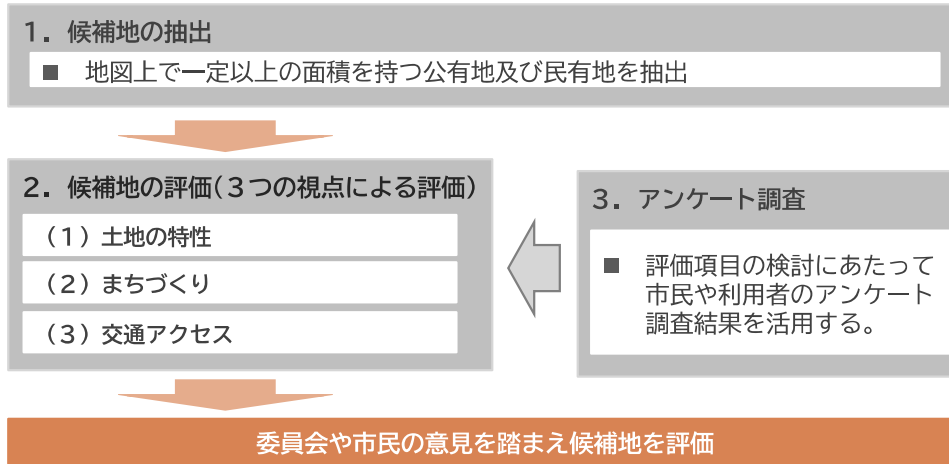 1．候補地の抽出
■ 地図上で一定以上の面積を持つ公有地及び民有地を抽出
2．候補地の評価(３つの視点による評価)
（1）土地の特性
（2）まちづくり
（3）交通アクセス
3．アンケート調査
■ 評価項目の検討にあたって
市民や利用者のアンケート
調査結果を活用する。
委員会や市民の意見を踏まえ候補地を評価